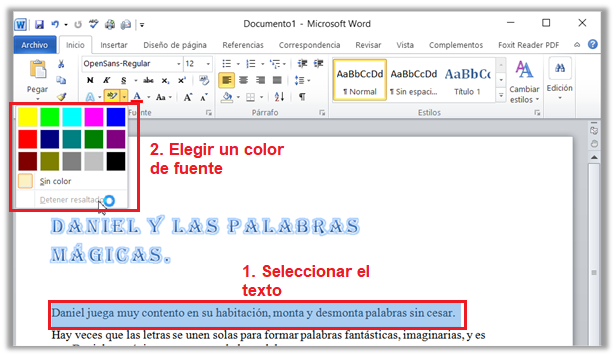 Documento1 - Microsoft Word
Archivo Inicio Insertar Diseño de página Referencias Correspondencia Revisar Vista Complementos Foxit Reader PDF
OpenSans-Regular 12
Pegar
N K S
Aa A A
AaBbCcDd AaBbCcDd AaBbCc
¶ Normal ¶ Sin espaci... Título 1
Cambiar estilos
Edición
Fuente Párrafo Estilos
Sin color
Detener resaltado
2. Elegir un color
de fuente
DANIEL Y LAS PALABRAS
MÁGICAS.
1. Seleccionar el
texto
Daniel juega muy contento en su habitación, monta y desmonta palabras sin cesar.
Hay veces que las letras se unen solas para formar palabras fantásticas, imaginarias, y es